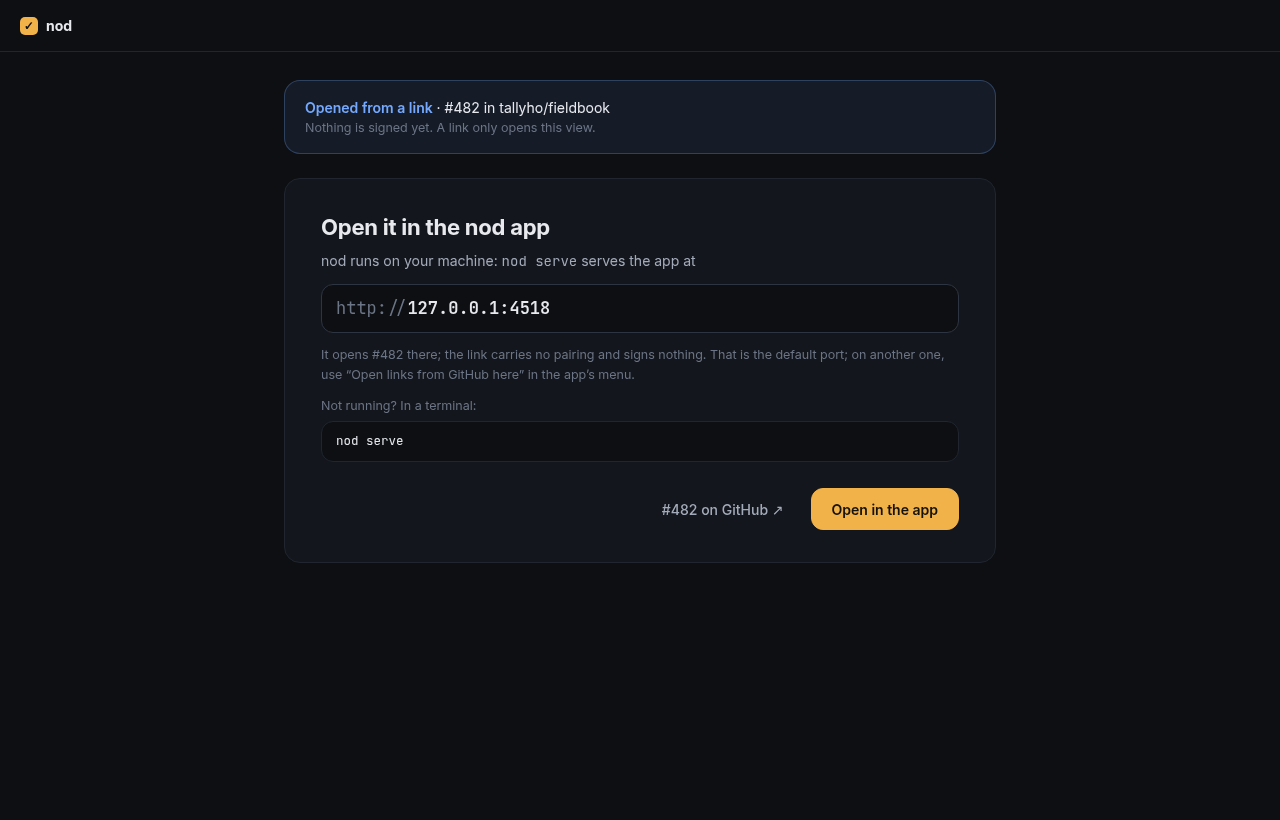 ✓ nod
Opened from a link · #482 in tallyho/fieldbook
Nothing is signed yet. A link only opens this view.
Open it in the nod app
nod runs on your machine: nod serve serves the app at
http://127.0.0.1:4518
It opens #482 there; the link carries no pairing and signs nothing. That is the default port; on another one,
use “Open links from GitHub here” in the app’s menu.
Not running? In a terminal:
nod serve
#482 on GitHub ↗
Open in the app